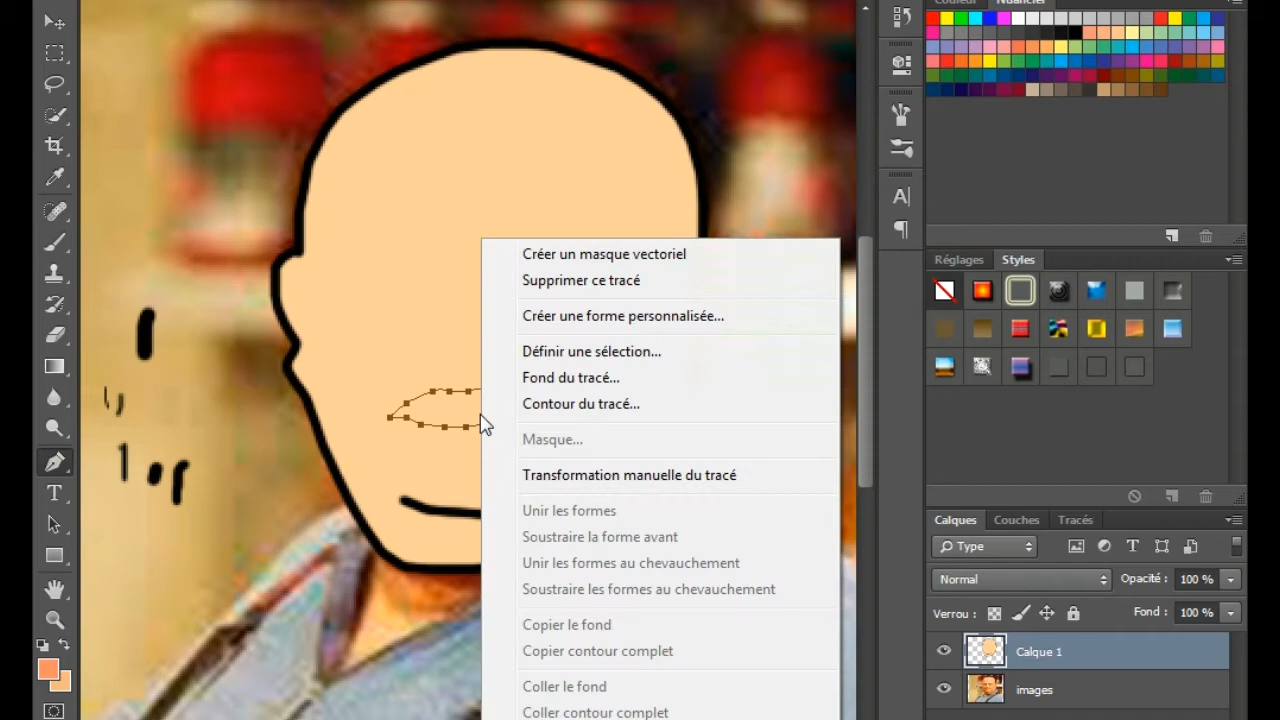 Couleur Nuancier
Créer un masque vectoriel
Supprimer ce tracé
Créer une forme personnalisée...
Définir une sélection...
Fond du tracé...
Contour du tracé...
Masque...
Transformation manuelle du tracé
Unir les formes
Soustraire la forme avant
Unir les formes au chevauchement
Soustraire les formes au chevauchement
Copier le fond
Copier contour complet
Coller le fond
Coller contour complet
Réglages Styles
Calques Couches Tracés
Type
Normal Opacité : 100 %
Verrou : Fond : 100 %
Calque 1
images